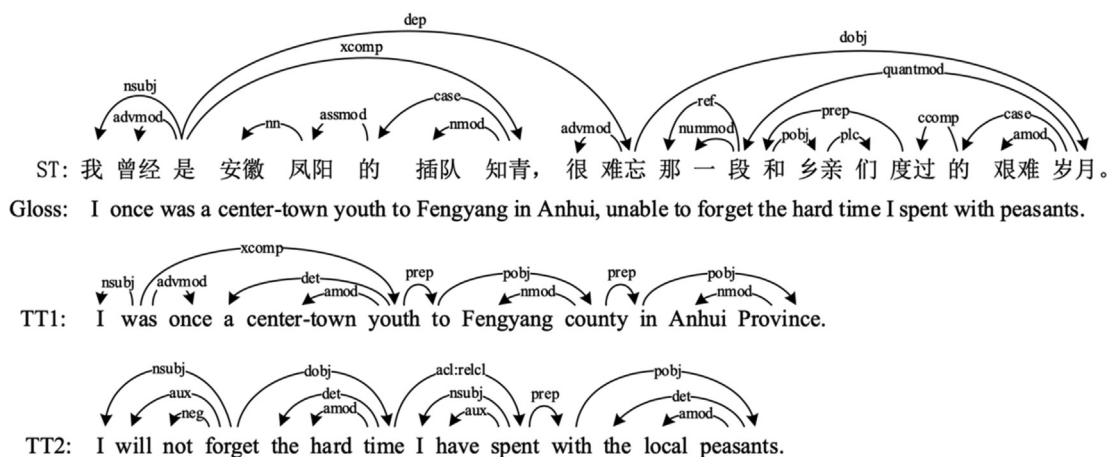 dep
dobj
xcomp
quantmod
nsubj
case
ref
prep
advmod
nn
assmod
nmod
advmod
nummod
pobj
plc
ccomp
case
amod
ST: 我 曾经 是 安徽 凤阳 的 插队 知青， 很 难忘 那 一 段 和 乡亲 们 度过 的 艰难 岁月。
Gloss: I once was a center-town youth to Fengyang in Anhui, unable to forget the hard time I spent with peasants.
xcomp
nsubj
advmod
det
prep
pobj
prep
pobj
amod
nmod
nmod
TT1: I was once a center-town youth to Fengyang county in Anhui Province.
nsubj
dobj
acl:relcl
pobj
aux
det
nsubj
prep
det
neg
amod
aux
amod
TT2: I will not forget the hard time I have spent with the local peasants.